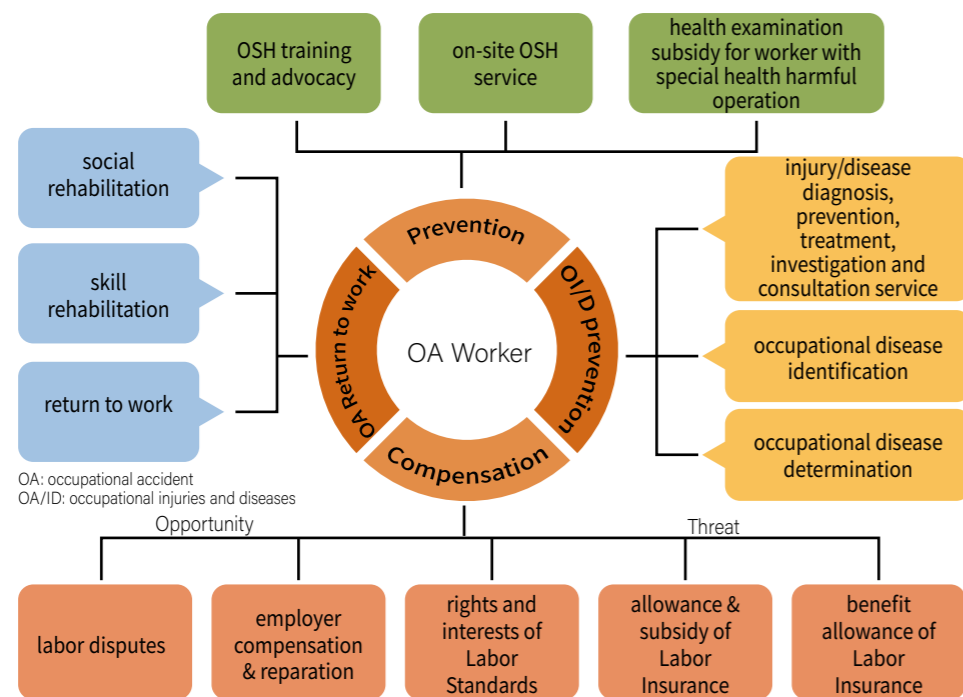 OSH training
and advocacy
on-site OSH
service
health examination
subsidy for worker with
special health harmful
operation
social
rehabilitation
skill
rehabilitation
return to work
injury/disease
diagnosis,
prevention,
treatment,
investigation and
consultation service
occupational disease
identification
occupational disease
determination
Prevention
OI/D prevention
Compensation
OA Return to work
OA Worker
OA: occupational accident
OA/ID: occupational injuries and diseases
Opportunity
Threat
labor disputes
employer
compensation
& reparation
rights and
interests of
Labor
Standards
allowance &
subsidy of
Labor
Insurance
benefit
allowance of
Labor
Insurance